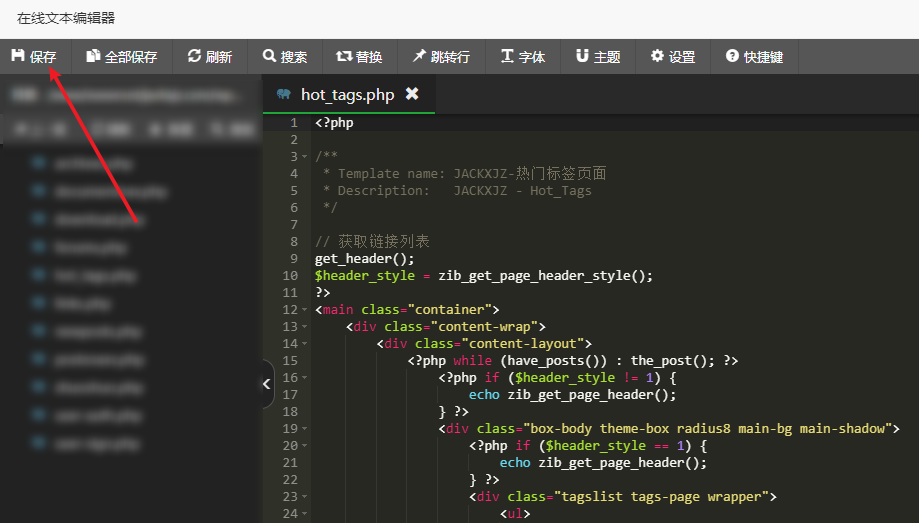 在线文本编辑器
保存 全部保存 刷新 搜索 替换 跳转行 字体 主题 设置 快捷键
hot_tags.php
1 <?php
2
3 /**
4  * Template name: JACKXJZ-热门标签页面
5  * Description:   JACKXJZ - Hot_Tags
6  */
7
8 // 获取链接列表
9 get_header();
10 $header_style = zib_get_page_header_style();
11 ?>
12 <main class="container">
13     <div class="content-wrap">
14         <div class="content-layout">
15             <?php while (have_posts()) : the_post(); ?>
16                 <?php if ($header_style != 1) {
17                     echo zib_get_page_header();
18                 } ?>
19                 <div class="box-body theme-box radius8 main-bg main-shadow">
20                     <?php if ($header_style == 1) {
21                         echo zib_get_page_header();
22                     } ?>
23                     <div class="tagslist tags-page wrapper">
24                         <ul>